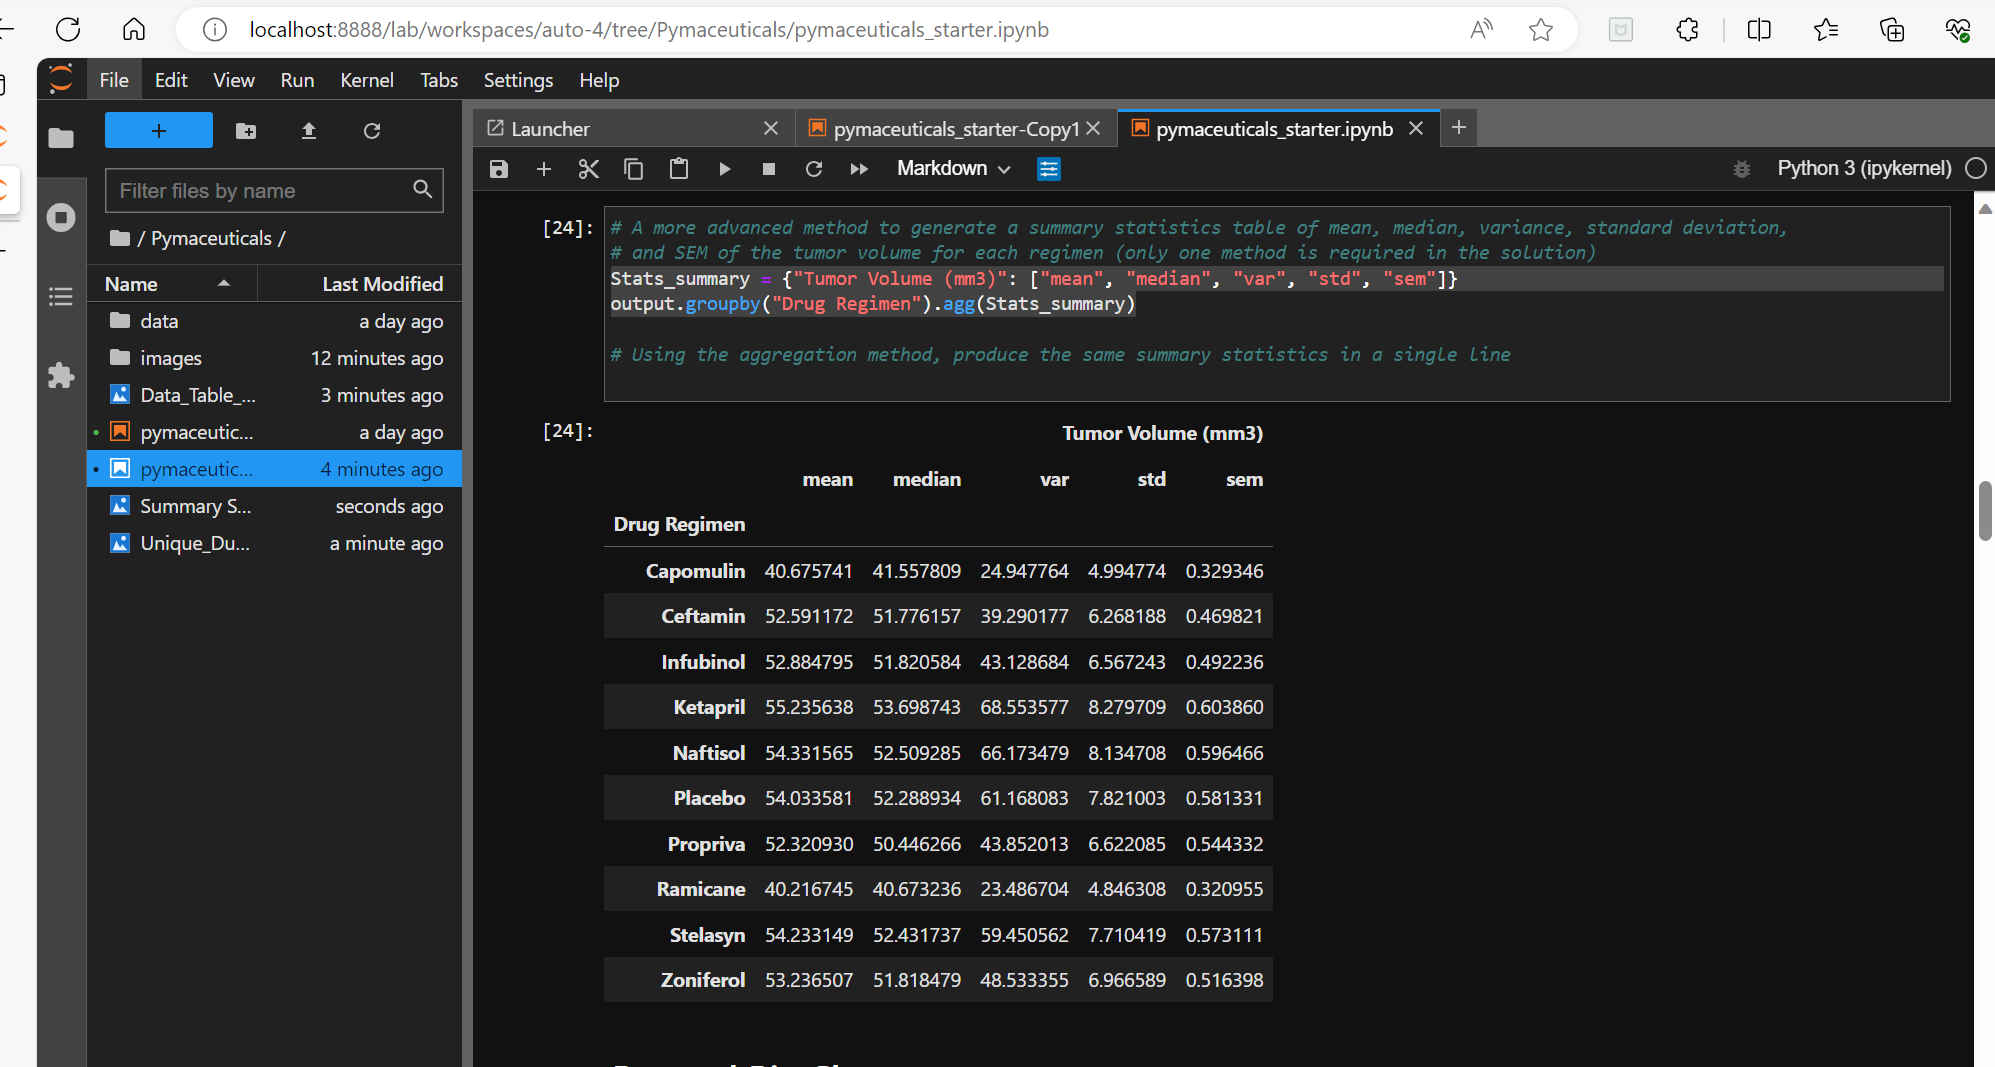 localhost:8888/lab/workspaces/auto-4/tree/Pymaceuticals/pymaceuticals_starter.ipynb
File Edit View Run Kernel Tabs Settings Help
Launcher
pymaceuticals_starter-Copy1
pymaceuticals_starter.ipynb
Markdown
Python 3 (ipykernel)
Filter files by name
/ Pymaceuticals /
Name Last Modified
data a day ago
images 12 minutes ago
Data_Table_... 3 minutes ago
pymaceutic... a day ago
pymaceutic... 4 minutes ago
Summary S... seconds ago
Unique_Du... a minute ago
[24]:
# A more advanced method to generate a summary statistics table of mean, median, variance, standard deviation,
# and SEM of the tumor volume for each regimen (only one method is required in the solution)
Stats_summary = {"Tumor Volume (mm3)": ["mean", "median", "var", "std", "sem"]}
output.groupby("Drug Regimen").agg(Stats_summary)
# Using the aggregation method, produce the same summary statistics in a single line
[24]:
Tumor Volume (mm3)
mean median var std sem
Drug Regimen
Capomulin 40.675741 41.557809 24.947764 4.994774 0.329346
Ceftamin 52.591172 51.776157 39.290177 6.268188 0.469821
Infubinol 52.884795 51.820584 43.128684 6.567243 0.492236
Ketapril 55.235638 53.698743 68.553577 8.279709 0.603860
Naftisol 54.331565 52.509285 66.173479 8.134708 0.596466
Placebo 54.033581 52.288934 61.168083 7.821003 0.581331
Propriva 52.320930 50.446266 43.852013 6.622085 0.544332
Ramicane 40.216745 40.673236 23.486704 4.846308 0.320955
Stelasyn 54.233149 52.431737 59.450562 7.710419 0.573111
Zoniferol 53.236507 51.818479 48.533355 6.966589 0.516398